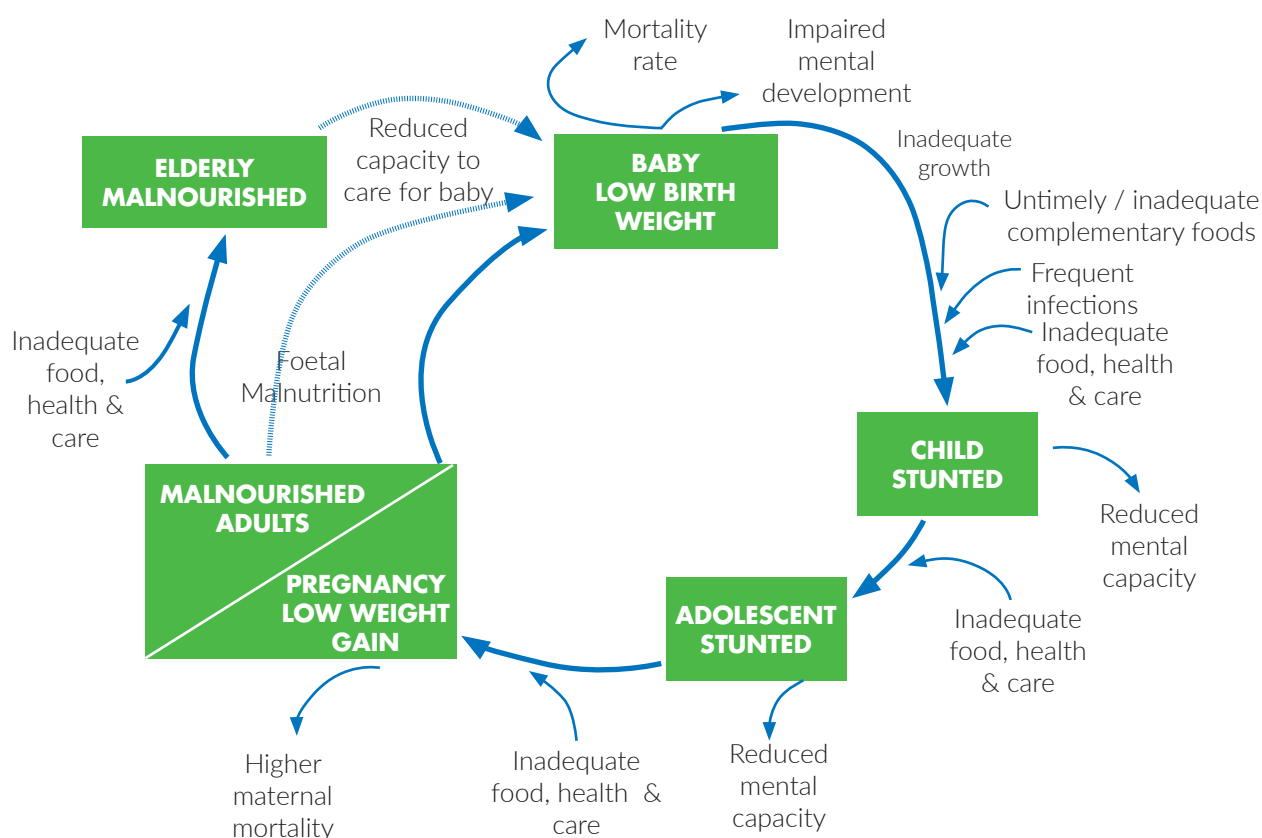 Mortality
rate
Impaired
mental
development
ELDERLY
MALNOURISHED
Reduced
capacity to
care for baby
BABY
LOW BIRTH
WEIGHT
Inadequate
growth
Untimely / inadequate
complementary foods
Frequent
infections
Inadequate
food, health
& care
Inadequate
food,
health &
care
Foetal
Malnutrition
CHILD
STUNTED
Reduced
mental
capacity
MALNOURISHED
ADULTS
PREGNANCY
LOW WEIGHT
GAIN
ADOLESCENT
STUNTED
Inadequate
food, health
& care
Higher
maternal
mortality
Inadequate
food, health &
care
Reduced
mental
capacity